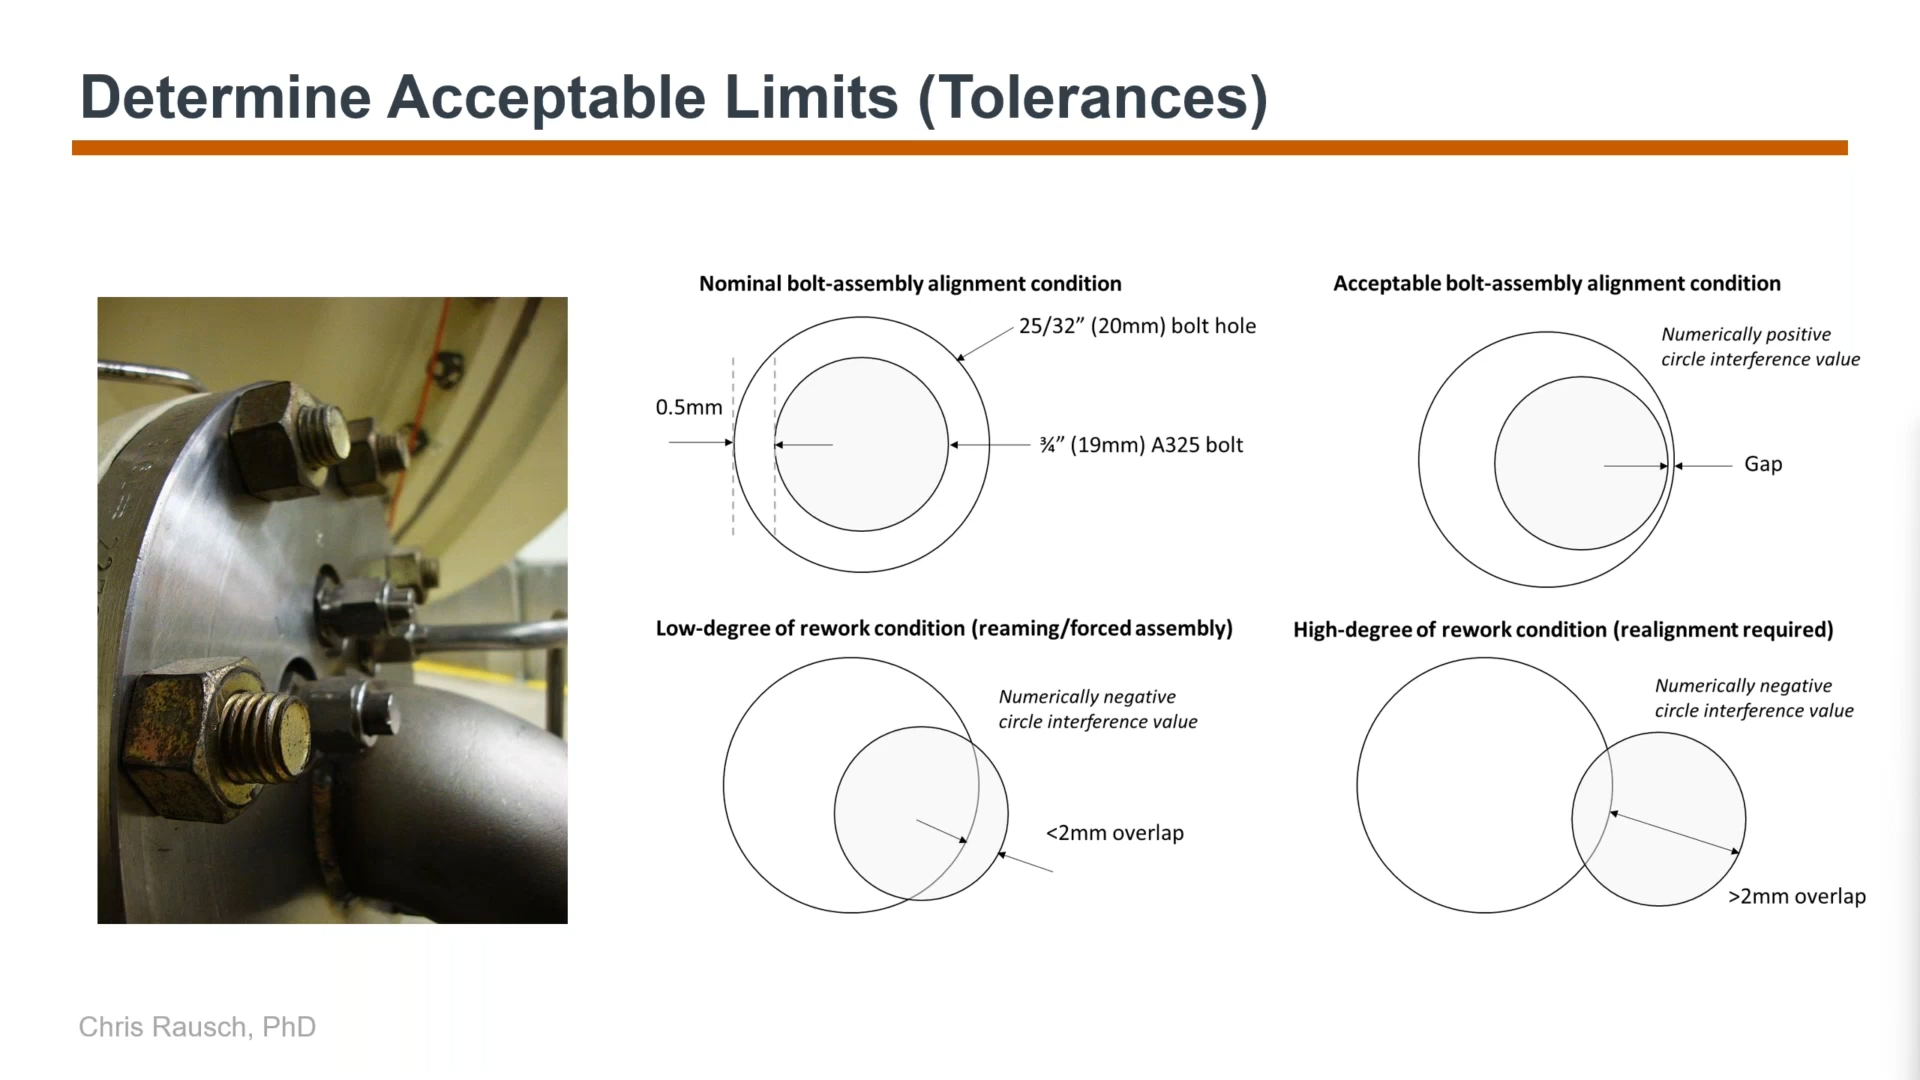 Determine Acceptable Limits (Tolerances)
Nominal bolt-assembly alignment condition
25/32” (20mm) bolt hole
0.5mm
¾” (19mm) A325 bolt
Acceptable bolt-assembly alignment condition
Numerically positive
circle interference value
Gap
Low-degree of rework condition (reaming/forced assembly)
Numerically negative
circle interference value
<2mm overlap
High-degree of rework condition (realignment required)
Numerically negative
circle interference value
>2mm overlap
Chris Rausch, PhD